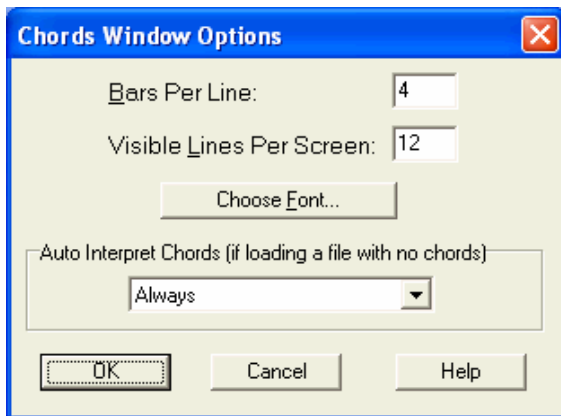 Chords Window Options
Bars Per Line: 4
Visible Lines Per Screen: 12
Choose Font...
Auto Interpret Chords (if loading a file with no chords)
Always
OK Cancel Help